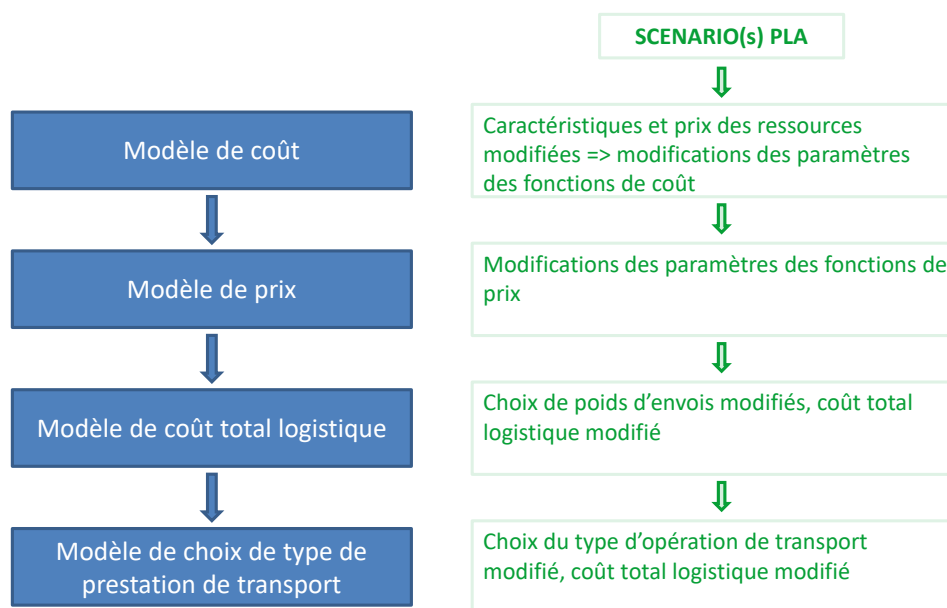 SCENARIO(s) PLA
Modèle de coût
Caractéristiques et prix des ressources
modifiées => modifications des paramètres
des fonctions de coût
Modèle de prix
Modifications des paramètres des fonctions de
prix
Modèle de coût total logistique
Choix de poids d'envois modifiés, coût total
logistique modifié
Modèle de choix de type de
prestation de transport
Choix du type d'opération de transport
modifié, coût total logistique modifié